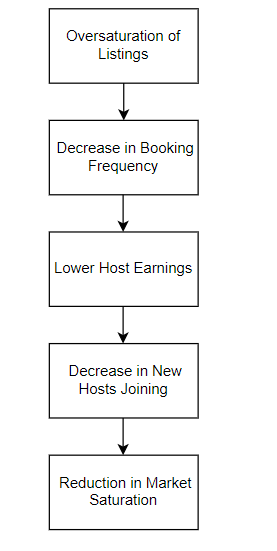 Oversaturation of
Listings
Decrease in Booking
Frequency
Lower Host Earnings
Decrease in New
Hosts Joining
Reduction in Market
Saturation